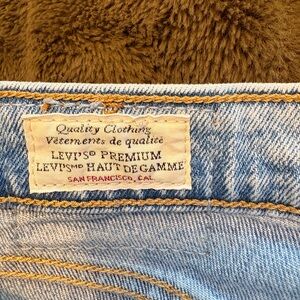 Quality Clothing
Vêtements de qualité
LEVI'S® PREMIUM
LEVI'SMD HAUT DE GAMME
SAN FRANCISCO, CAL